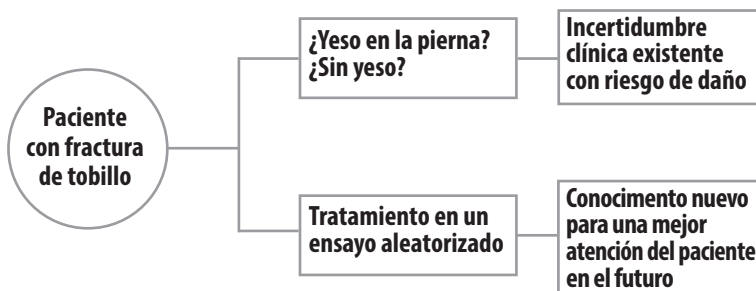 Paciente
con fractura
de tobillo
¿Yeso en la pierna?
¿Sin yeso?
Incertidumbre
clínica existente
con riesgo de daño
Tratamiento en un
ensayo aleatorizado
Conocimento nuevo
para una mejor
atención del paciente
en el futuro